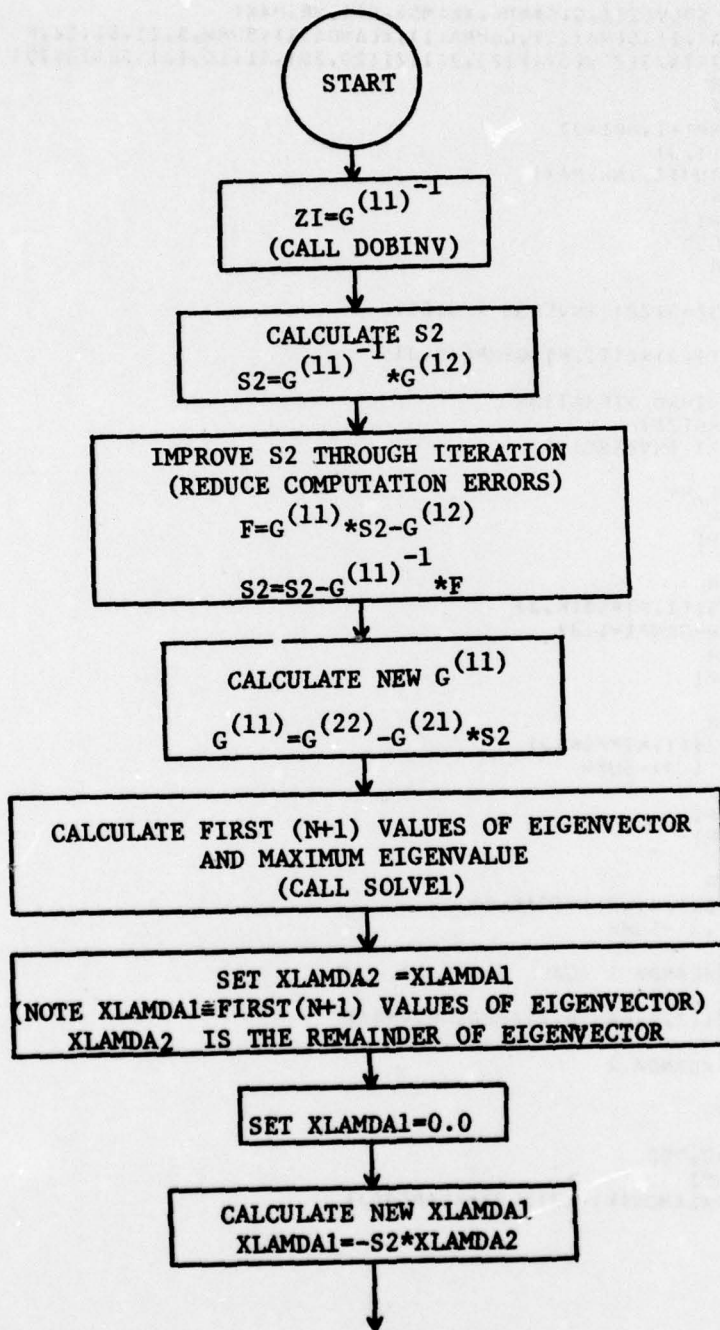 START
ZI=G^(11)^-1
(CALL DOBINV)
CALCULATE S2
S2=G^(11)^-1*G^(12)
IMPROVE S2 THROUGH ITERATION
(REDUCE COMPUTATION ERRORS)
F=G^(11)*S2-G^(12)
S2=S2-G^(11)^-1*F
CALCULATE NEW G^(11)
G^(11)=G^(22)-G^(21)*S2
CALCULATE FIRST (N+1) VALUES OF EIGENVECTOR
AND MAXIMUM EIGENVALUE
(CALL SOLVE1)
SET XLAMDA2 =XLAMDA1
(NOTE XLAMDA1≡FIRST(N+1) VALUES OF EIGENVECTOR)
XLAMDA2 IS THE REMAINDER OF EIGENVECTOR
SET XLAMDA1=0.0
CALCULATE NEW XLAMDA1
XLAMDA1=-S2*XLAMDA2